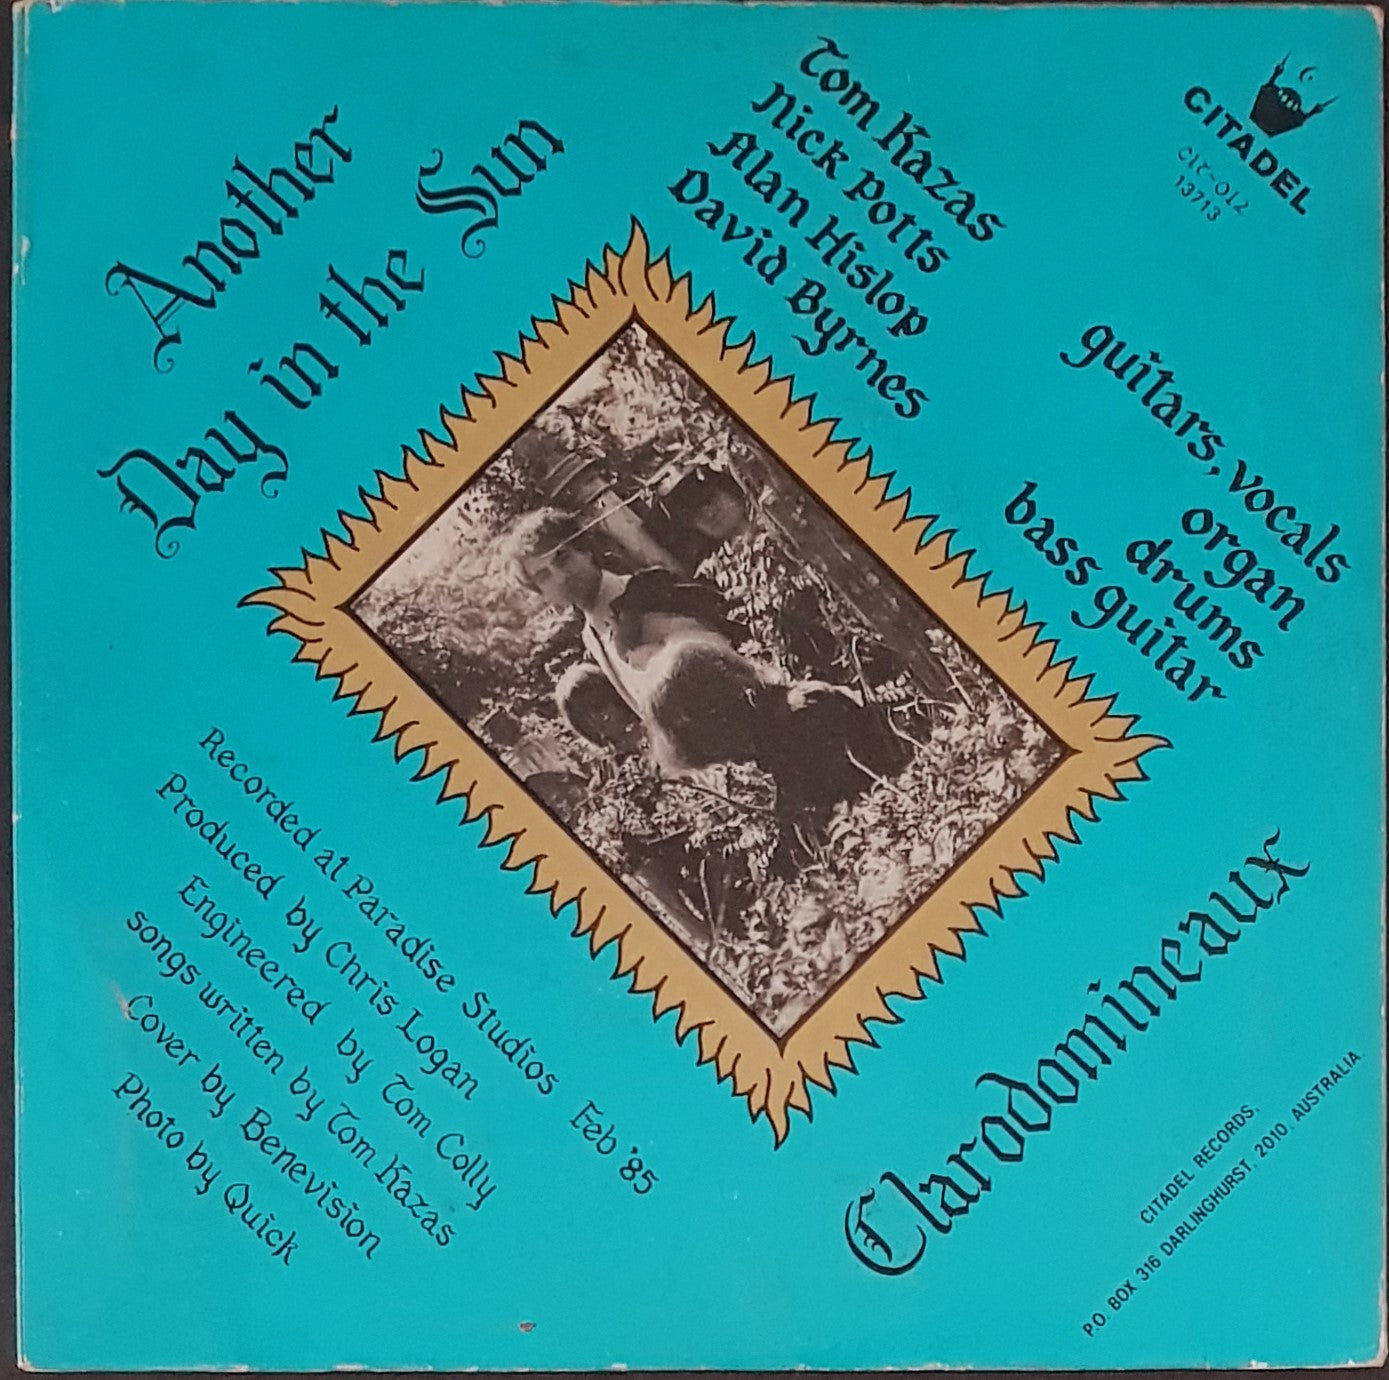 Another
Day in the Sun
Tom Kazas
Nick Potts
Alan Hislop
David Byrnes
guitars, vocals
organ
drums
bass guitar
CITADEL
CIT-012
13713
Recorded at Paradise Studios Feb '85
Produced by Chris Logan
Engineered by Tom Colly
songs written by Tom Kazas
Cover by Benevision
Photo by Quick
Clarodomineaux
CITADEL RECORDS,
P.O. BOX 316 DARLINGHURST, 2010, AUSTRALIA.